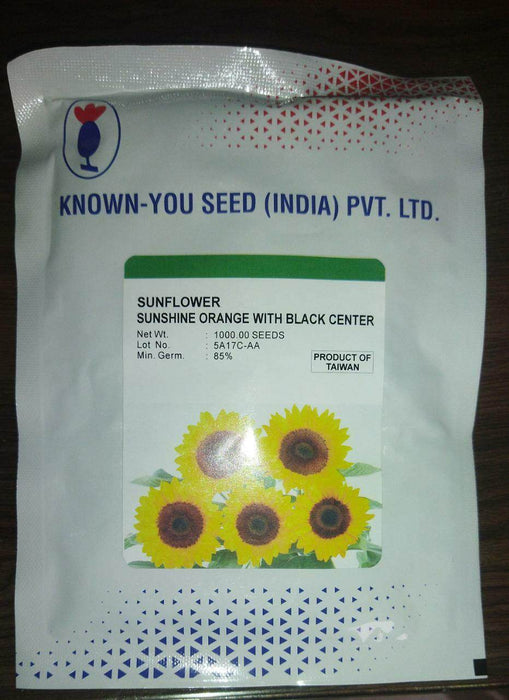 KNOWN-YOU SEED (INDIA) PVT. LTD.
SUNFLOWER
SUNSHINE ORANGE WITH BLACK CENTER
Net Wt. : 1000.00 SEEDS
Lot No. : 5A17C-AA
Min. Germ. : 85%
PRODUCT OF
TAIWAN